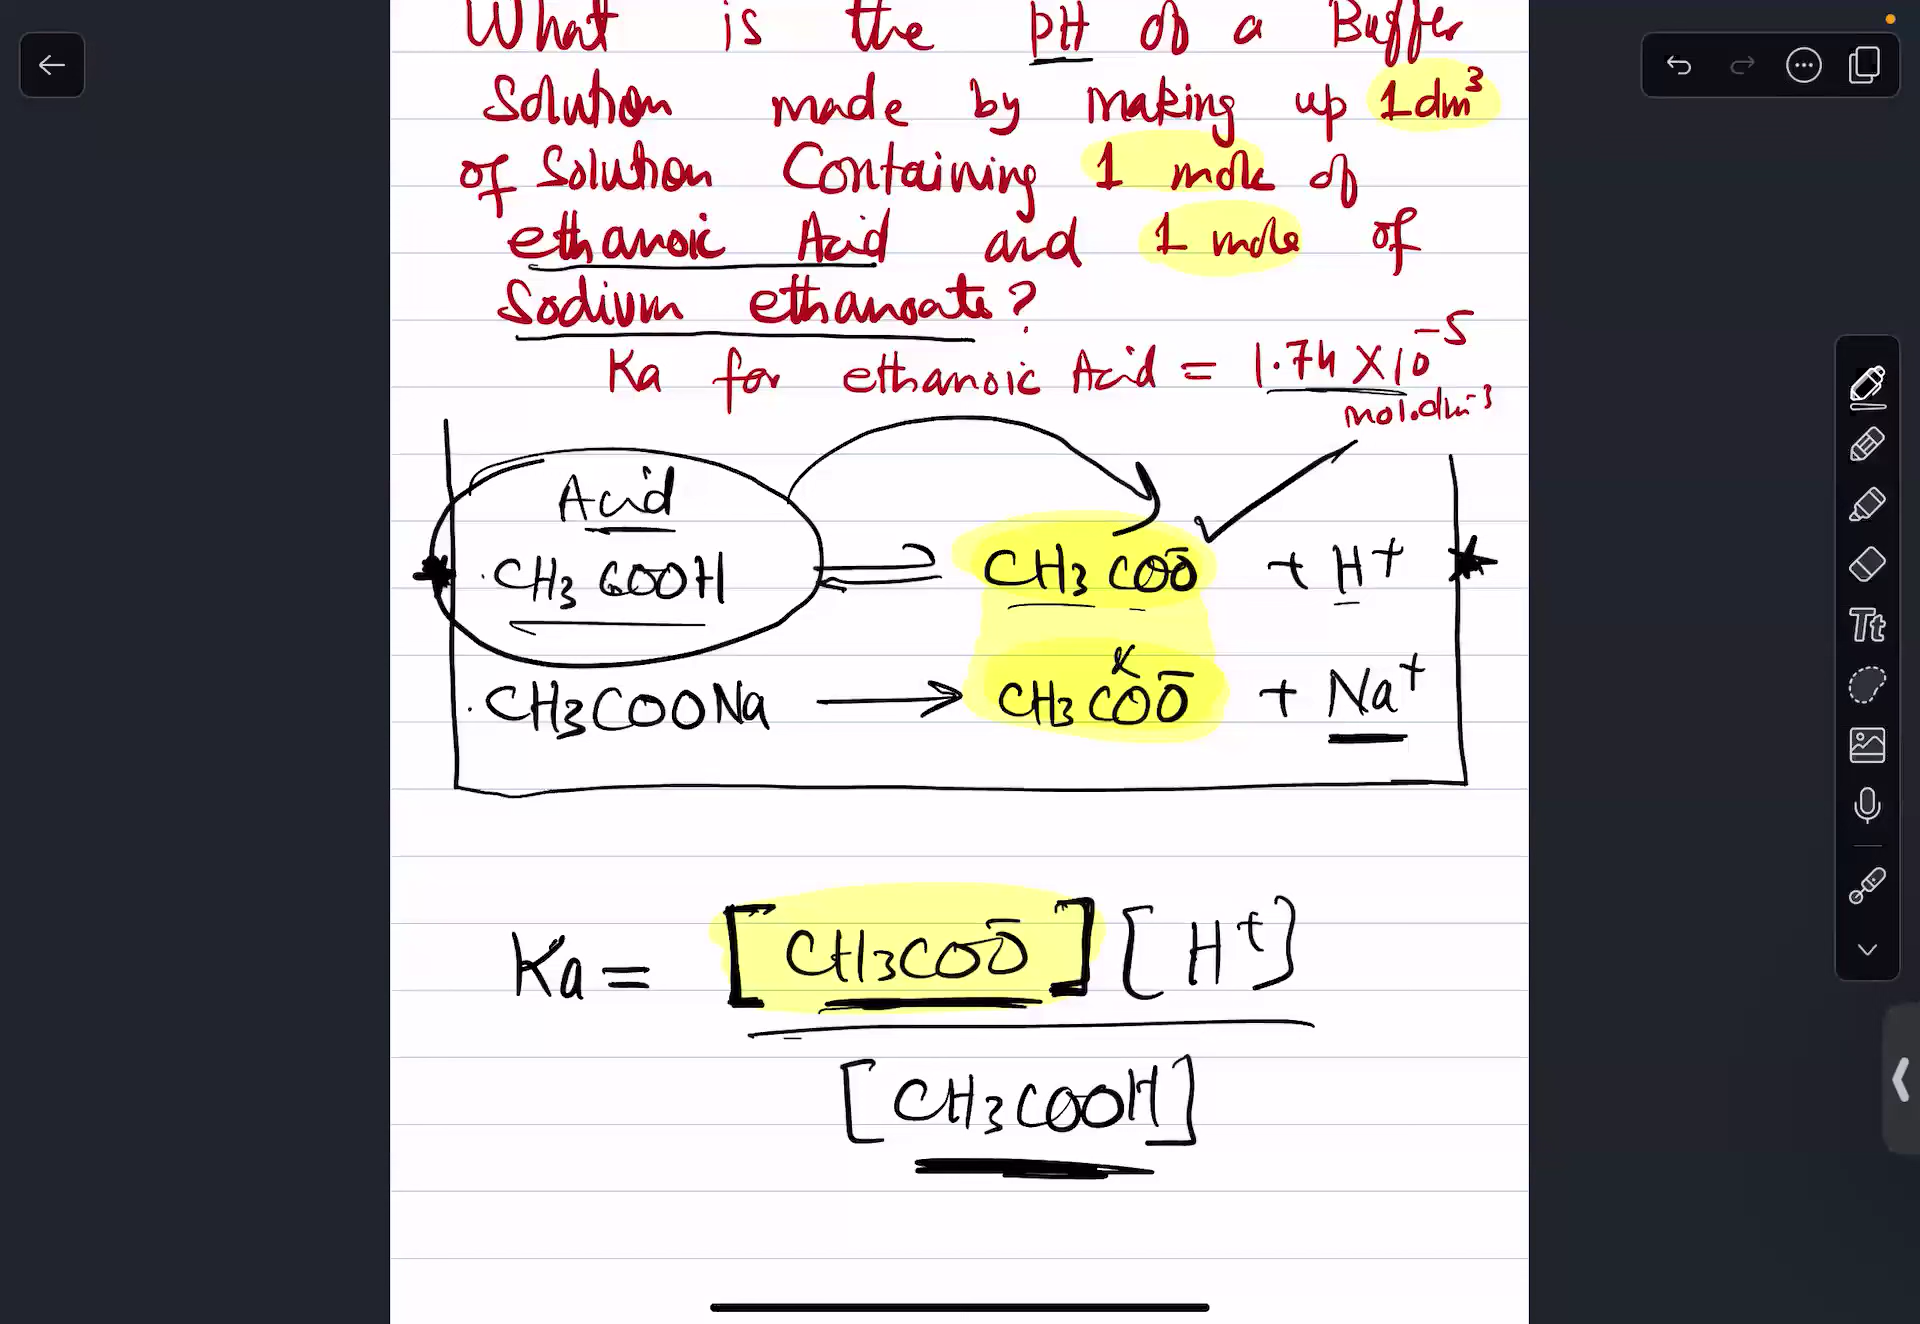 What is the pH of a Buffer
Solution made by making up 1dm³
of Solution Containing 1 mole of
ethanoic Acid and 1 mole of
Sodium ethanoate?
Ka for ethanoic Acid = 1.74 X10⁻⁵
mol.dm⁻³
Acid
CH₃COOH ⇌ CH₃COO⁻ + H⁺
CH₃COONa → CH₃COO⁻ + Na⁺
Ka = [CH₃COO⁻] [H⁺]
[CH₃COOH]
Tt